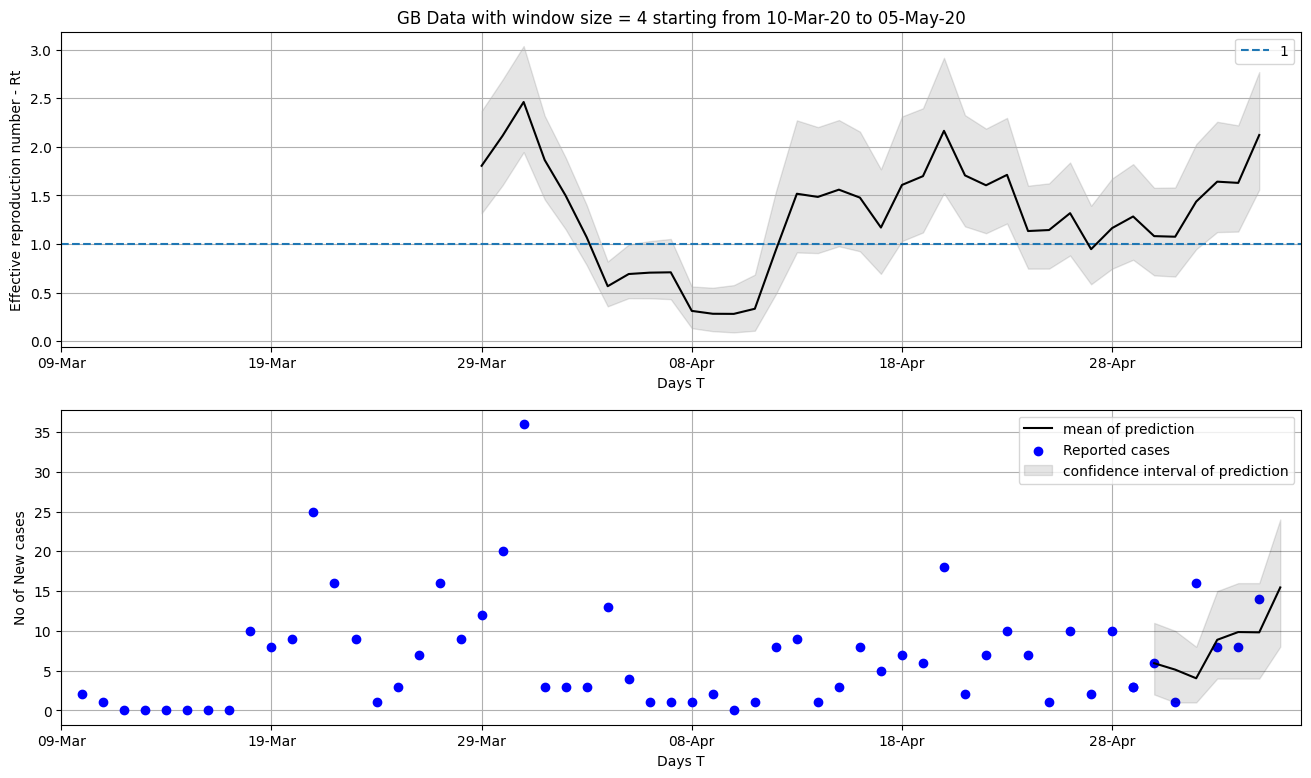 GB Data with window size = 4 starting from 10-Mar-20 to 05-May-20
Effective reproduction number - Rt
3.0
2.5
2.0
1.5
1.0
0.5
0.0
1
09-Mar 19-Mar 29-Mar 08-Apr 18-Apr 28-Apr
Days T
No of New cases
35
30
25
20
15
10
5
0
mean of prediction
Reported cases
confidence interval of prediction
09-Mar 19-Mar 29-Mar 08-Apr 18-Apr 28-Apr
Days T